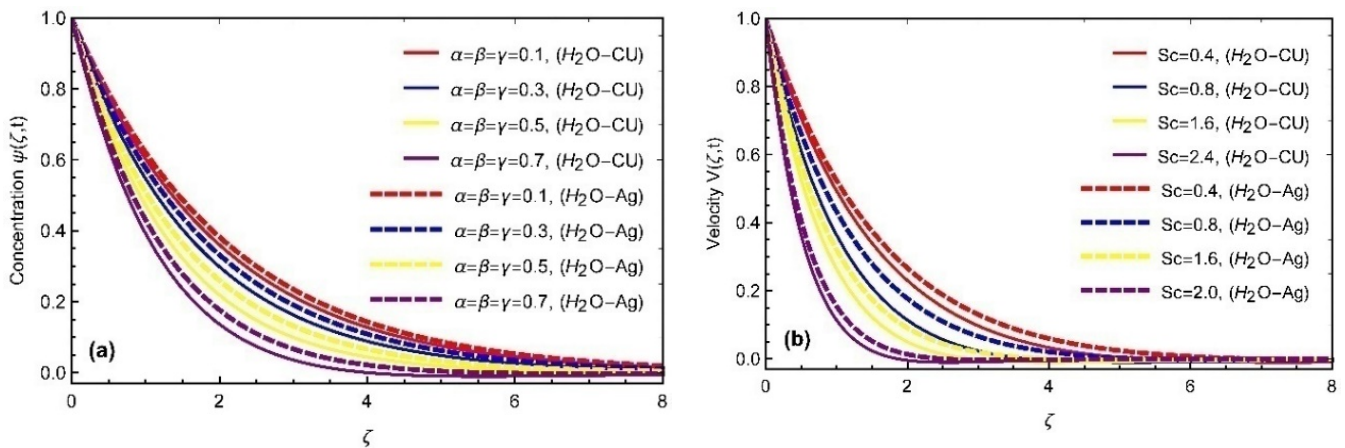 1.0
0.8
0.6
0.4
0.2
0.0
Concentration ψ(ζ,t)
α=β=γ=0.1, (H2O−CU)
α=β=γ=0.3, (H2O−CU)
α=β=γ=0.5, (H2O−CU)
α=β=γ=0.7, (H2O−CU)
α=β=γ=0.1, (H2O−Ag)
α=β=γ=0.3, (H2O−Ag)
α=β=γ=0.5, (H2O−Ag)
α=β=γ=0.7, (H2O−Ag)
(a)
0 2 4 6 8
ζ
1.0
0.8
0.6
0.4
0.2
0.0
Velocity V(ζ,t)
Sc=0.4, (H2O−CU)
Sc=0.8, (H2O−CU)
Sc=1.6, (H2O−CU)
Sc=2.4, (H2O−CU)
Sc=0.4, (H2O−Ag)
Sc=0.8, (H2O−Ag)
Sc=1.6, (H2O−Ag)
Sc=2.0, (H2O−Ag)
(b)
0 2 4 6 8
ζ